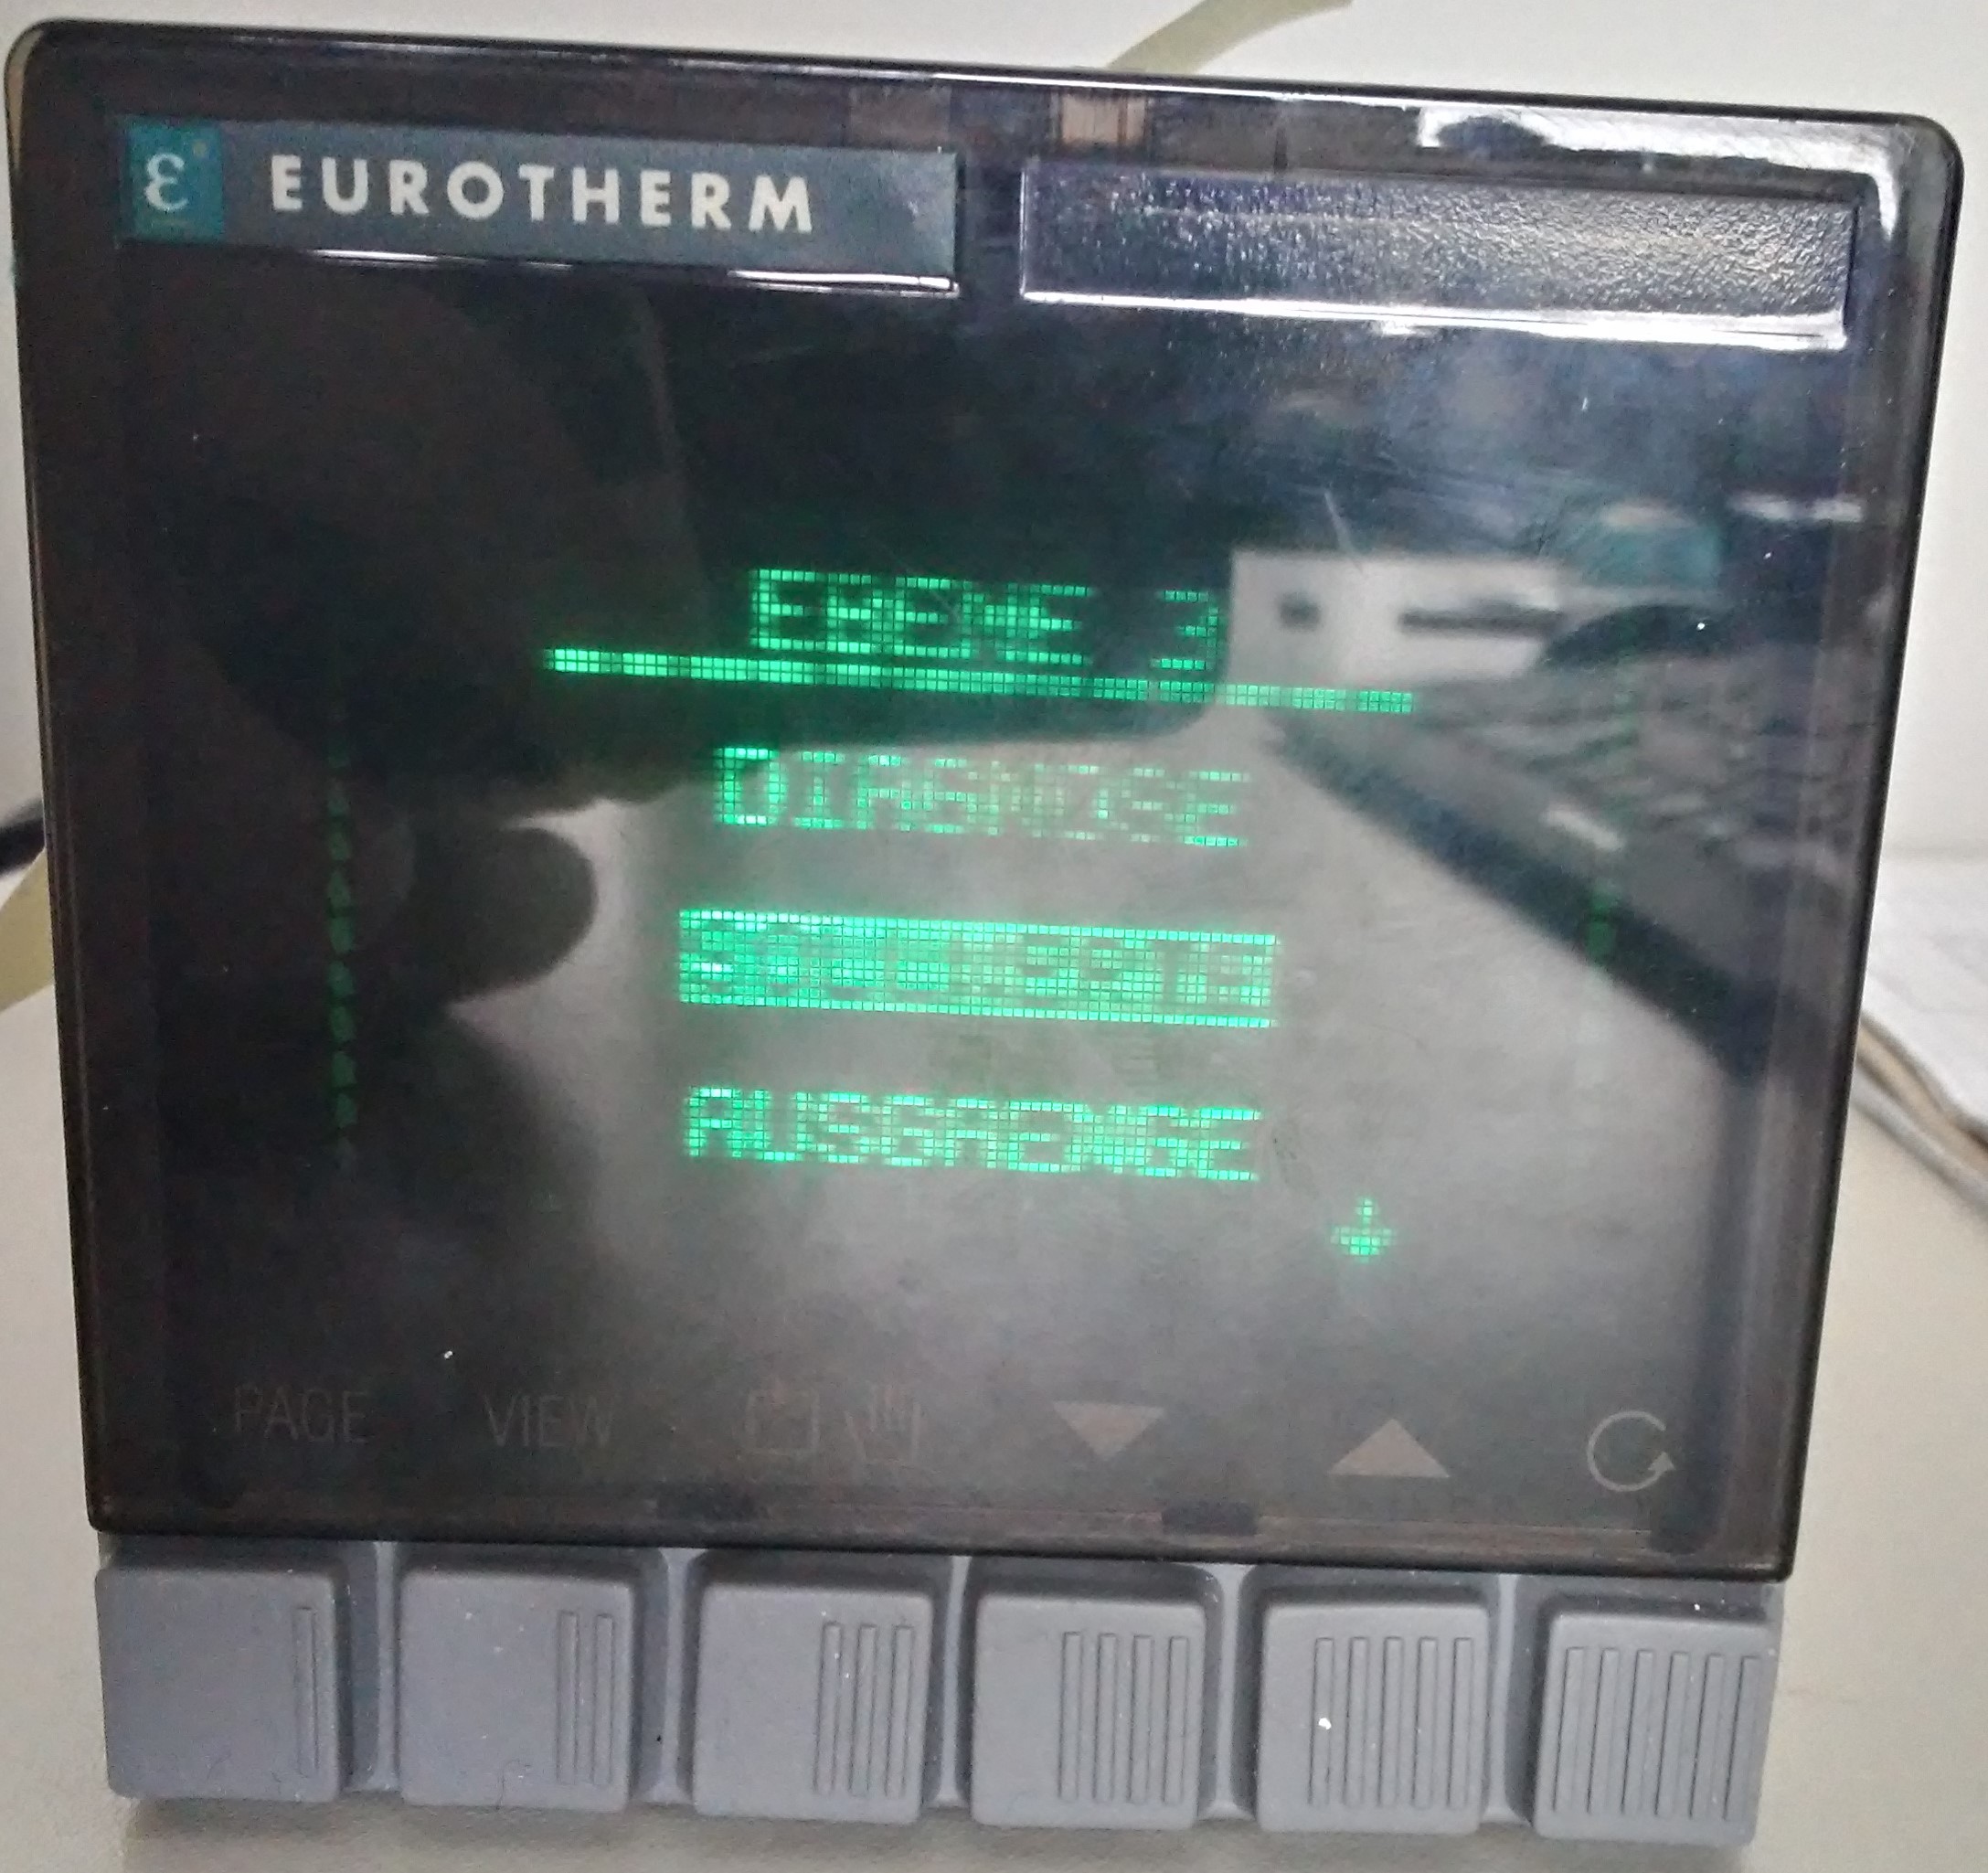 ε EUROTHERM
EBENE 3
DIAGNOSE
AUSGAENGE
PAGE VIEW